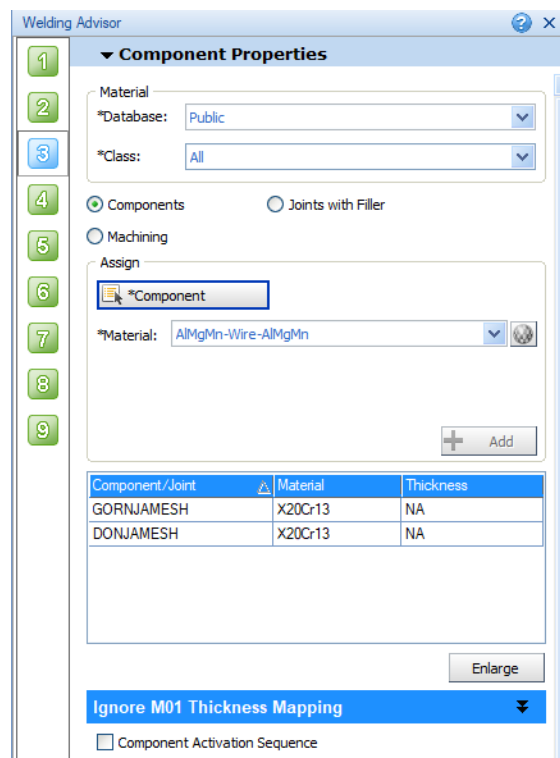 Welding Advisor
Component Properties
1
2
3
4
5
6
7
8
9
Material
*Database: Public
*Class: All
Components Joints with Filler
Machining
Assign
*Component
*Material: AlMgMn-Wire-AlMgMn
Add
Component/Joint Material Thickness
GORNJAMESH X20Cr13 NA
DONJAMESH X20Cr13 NA
Enlarge
Ignore M01 Thickness Mapping
Component Activation Sequence